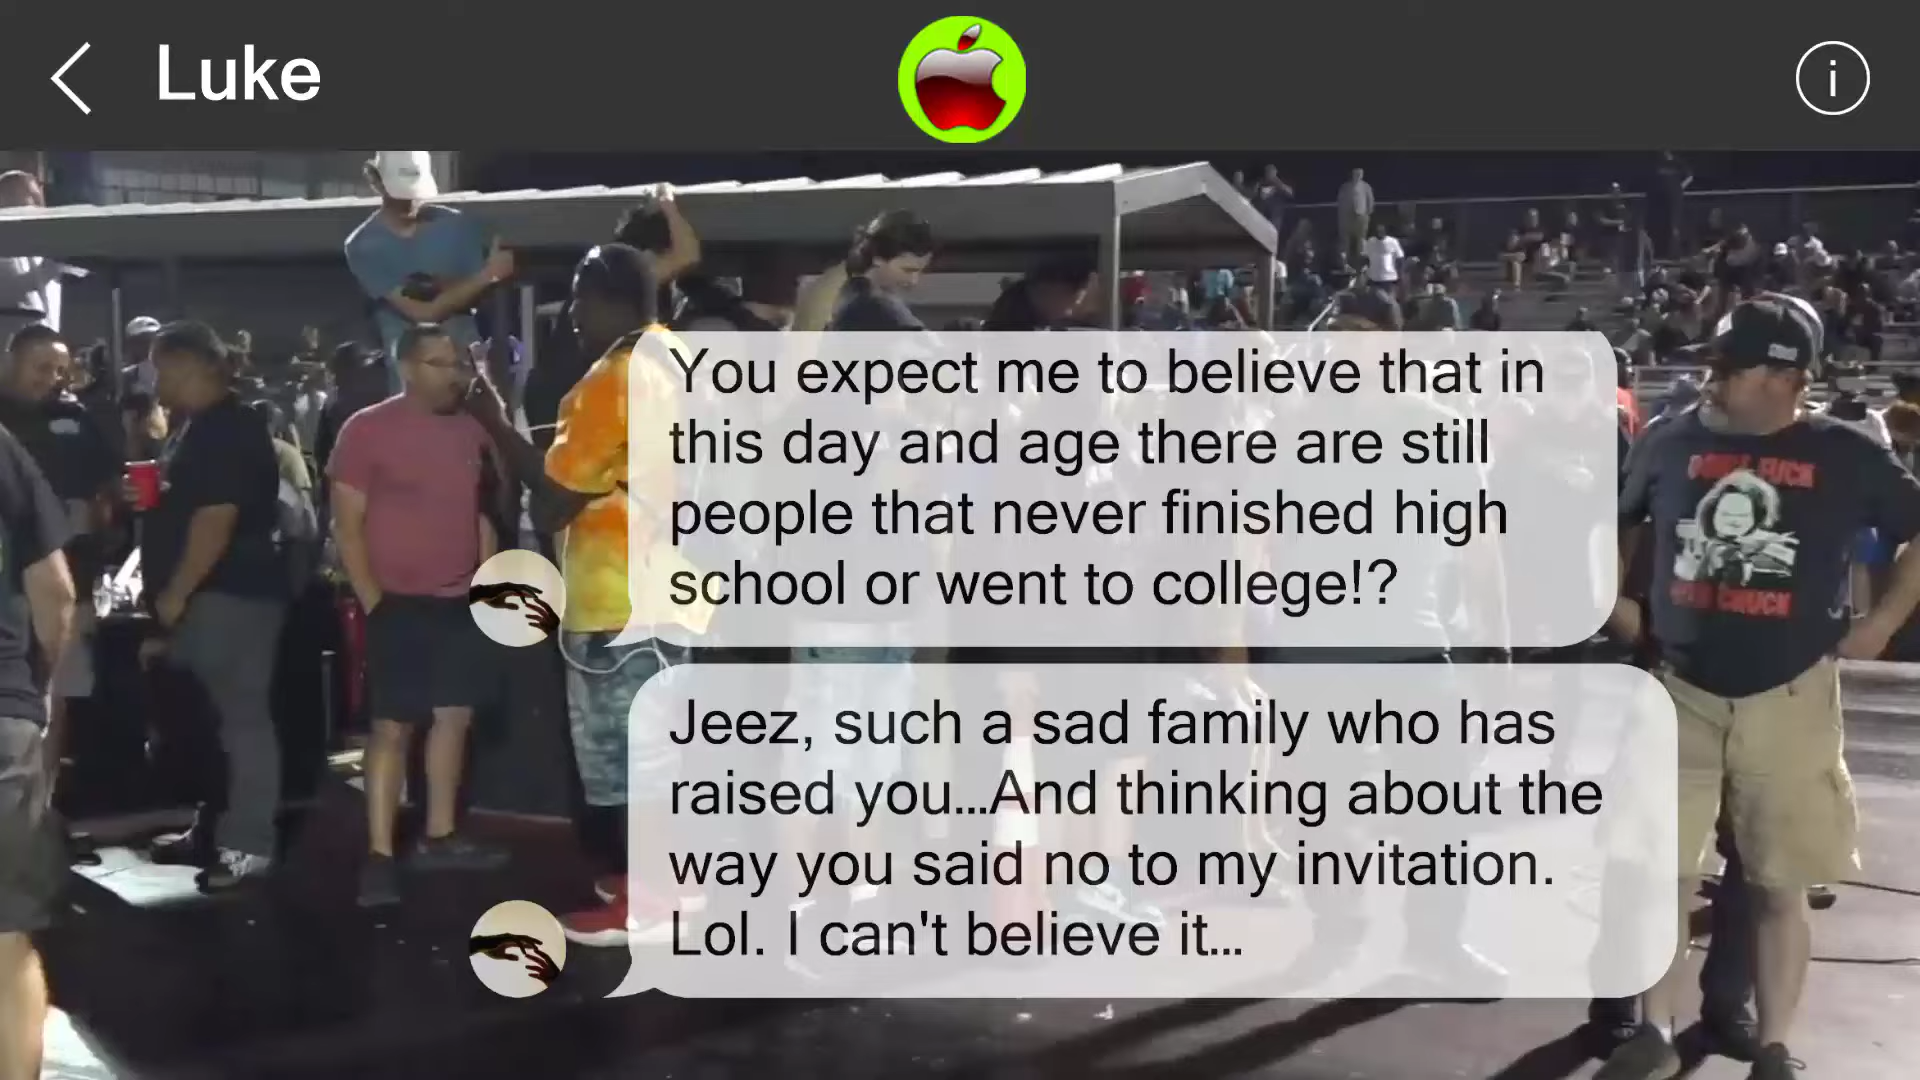 Luke
i
You expect me to believe that in
this day and age there are still
people that never finished high
school or went to college!?
Jeez, such a sad family who has
raised you...And thinking about the
way you said no to my invitation.
Lol. I can't believe it...
FUCK
CHUCK